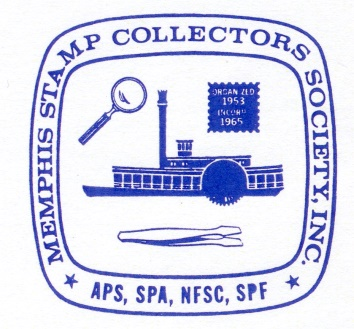 MEMPHIS STAMP COLLECTORS SOCIETY, INC.
ORGANIZED
1953
INCORP
1965
APS, SPA, NFSC, SPF